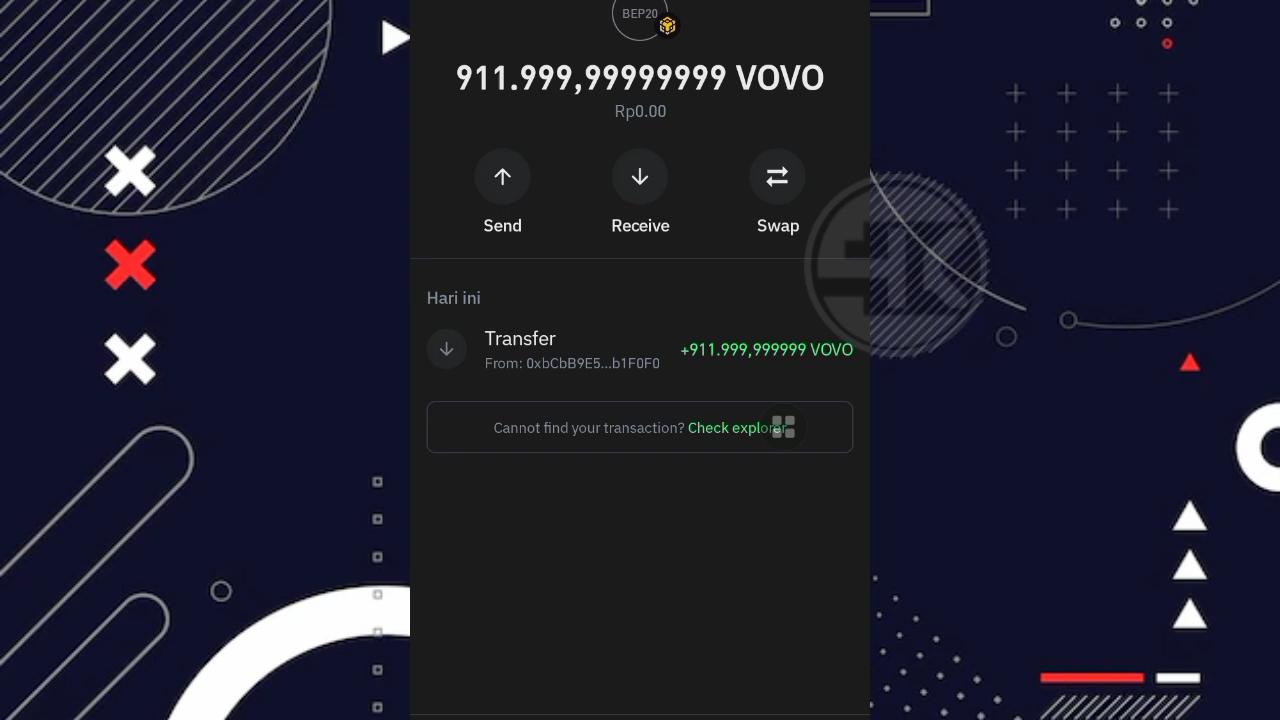 BEP20
911.999,99999999 VOVO
Rp0.00
Send
Receive
Swap
Hari ini
Transfer
From: 0xbCbB9E5...b1F0F0
+911.999,999999 VOVO
Cannot find your transaction? Check explorer